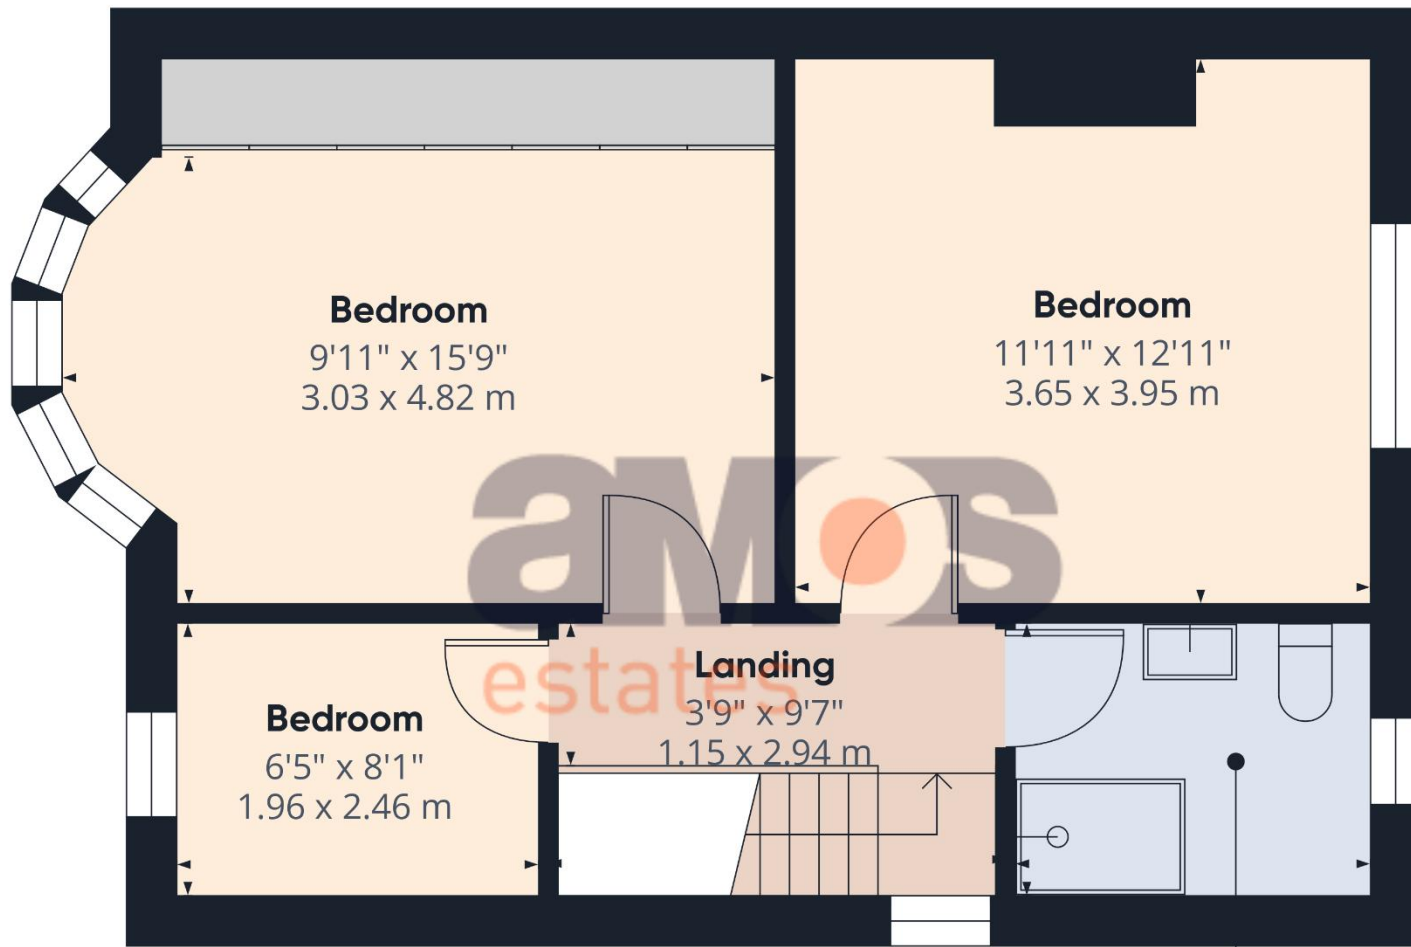 Bedroom
9'11" x 15'9"
3.03 x 4.82 m
Bedroom
11'11" x 12'11"
3.65 x 3.95 m
amos
estates
Landing
3'9" x 9'7"
1.15 x 2.94 m
Bedroom
6'5" x 8'1"
1.96 x 2.46 m